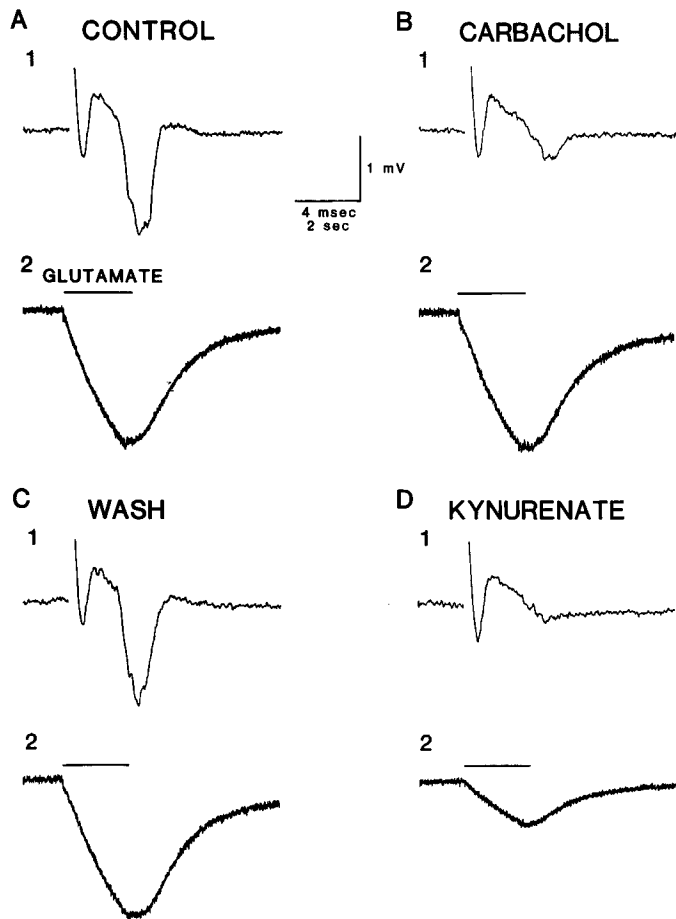 A CONTROL
1
B CARBACHOL
1
1 mV
4 msec
2 sec
2
GLUTAMATE
2
C WASH
1
D KYNURENATE
1
2
2